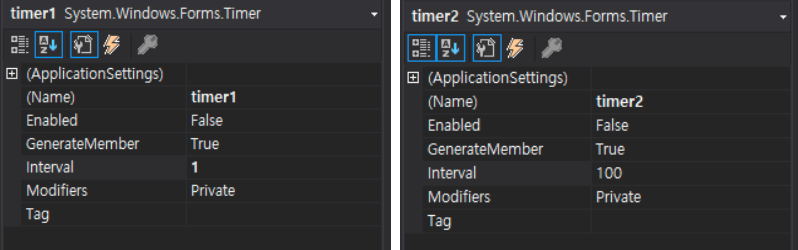 timer1 System.Windows.Forms.Timer
(ApplicationSettings)
(Name) timer1
Enabled False
GenerateMember True
Interval 1
Modifiers Private
Tag
timer2 System.Windows.Forms.Timer
(ApplicationSettings)
(Name) timer2
Enabled False
GenerateMember True
Interval 100
Modifiers Private
Tag